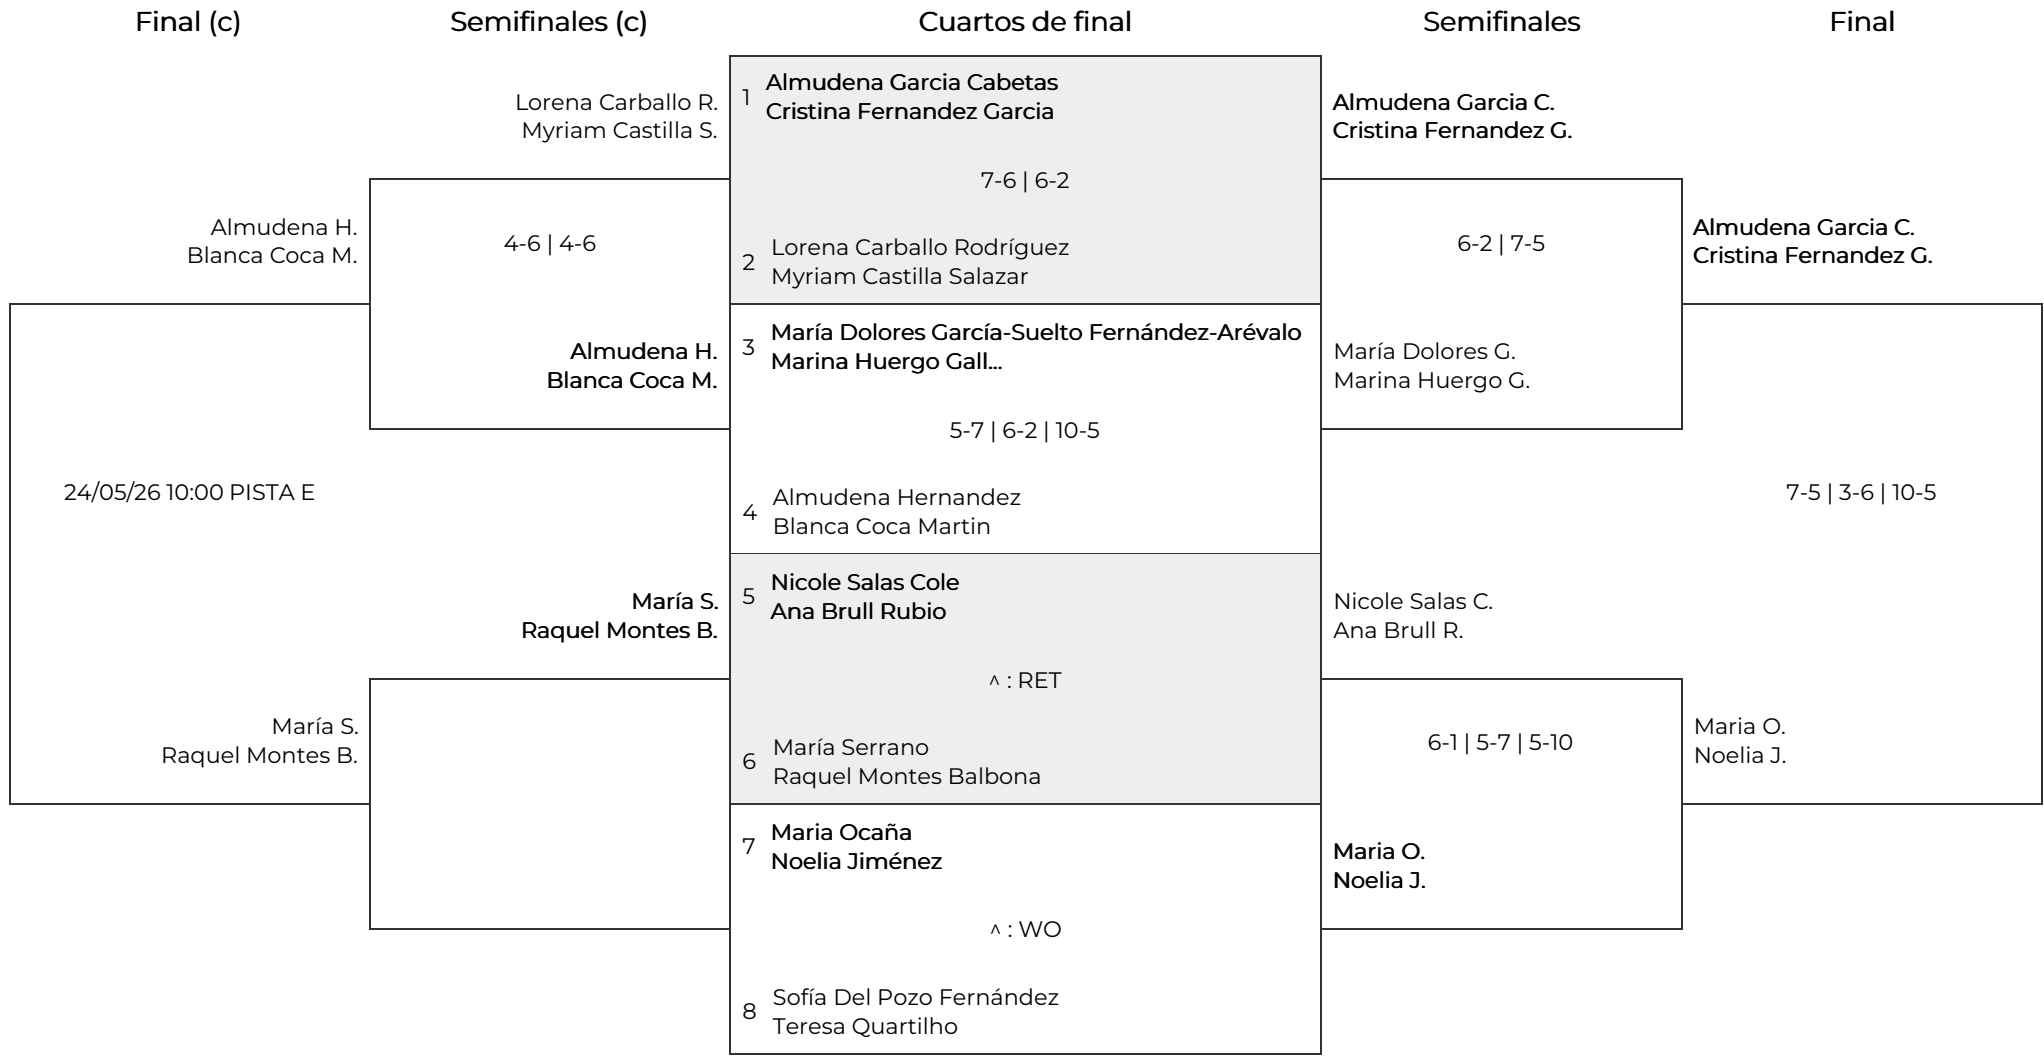 Final (c)
Semifinales (c)
Cuartos de final
Semifinales
Final
Lorena Carballo R.
Myriam Castilla S.
1
Almudena Garcia Cabetas
Cristina Fernandez Garcia
Almudena Garcia C.
Cristina Fernandez G.
7-6 | 6-2
Almudena H.
Blanca Coca M.
4-6 | 4-6
2
Lorena Carballo Rodríguez
Myriam Castilla Salazar
6-2 | 7-5
Almudena Garcia C.
Cristina Fernandez G.
Almudena H.
Blanca Coca M.
3
María Dolores García-Suelto Fernández-Arévalo
Marina Huergo Gall...
María Dolores G.
Marina Huergo G.
5-7 | 6-2 | 10-5
24/05/26 10:00 PISTA E
4
Almudena Hernandez
Blanca Coca Martin
7-5 | 3-6 | 10-5
María S.
Raquel Montes B.
5
Nicole Salas Cole
Ana Brull Rubio
Nicole Salas C.
Ana Brull R.
^ : RET
María S.
Raquel Montes B.
6
María Serrano
Raquel Montes Balbona
6-1 | 5-7 | 5-10
Maria O.
Noelia J.
7
Maria Ocaña
Noelia Jiménez
Maria O.
Noelia J.
^ : WO
8
Sofía Del Pozo Fernández
Teresa Quartilho